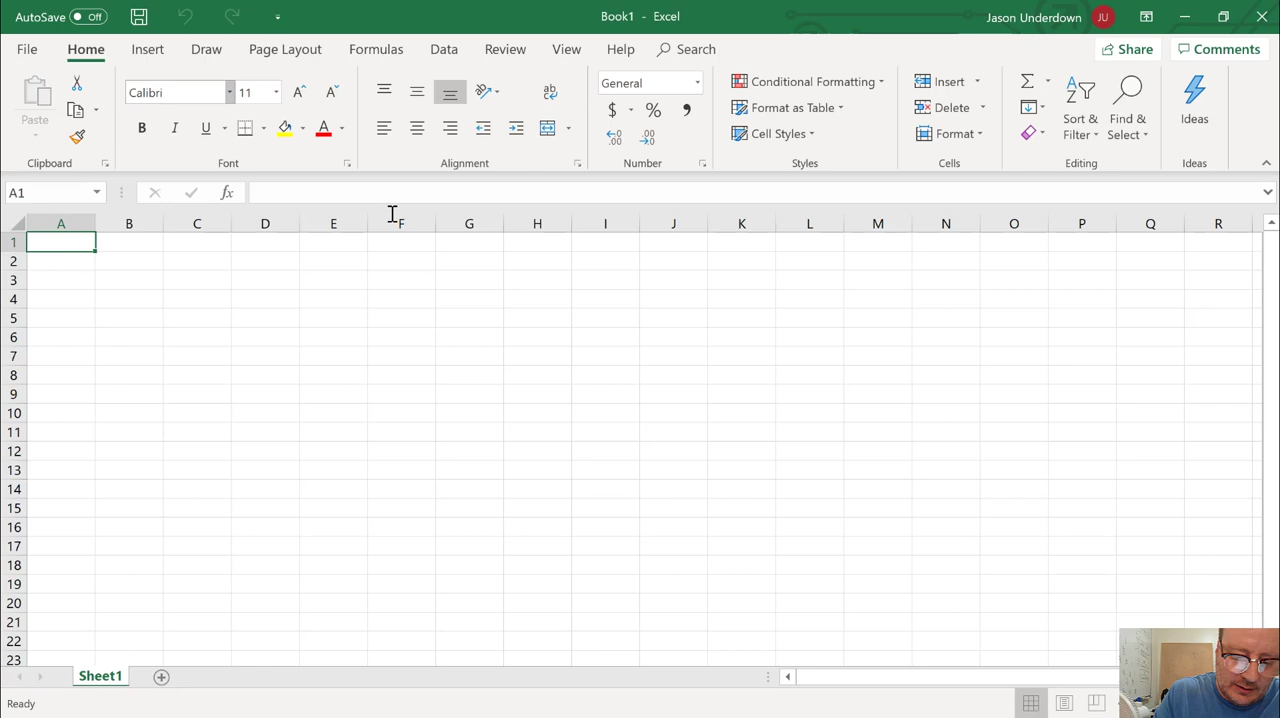 AutoSave Off Book1 - Excel Jason Underdown JU
File Home Insert Draw Page Layout Formulas Data Review View Help Search Share Comments
Paste
Clipboard
Calibri 11
B I U A
Font
Alignment
General
$ % ,
Number
Conditional Formatting
Format as Table
Cell Styles
Styles
Insert
Delete
Format
Cells
Sort & Filter
Find & Select
Editing
Ideas
Ideas
A1 fx
A B C D E F G H I J K L M N O P Q R
1
2
3
4
5
6
7
8
9
10
11
12
13
14
15
16
17
18
19
20
21
22
23
Sheet1
Ready